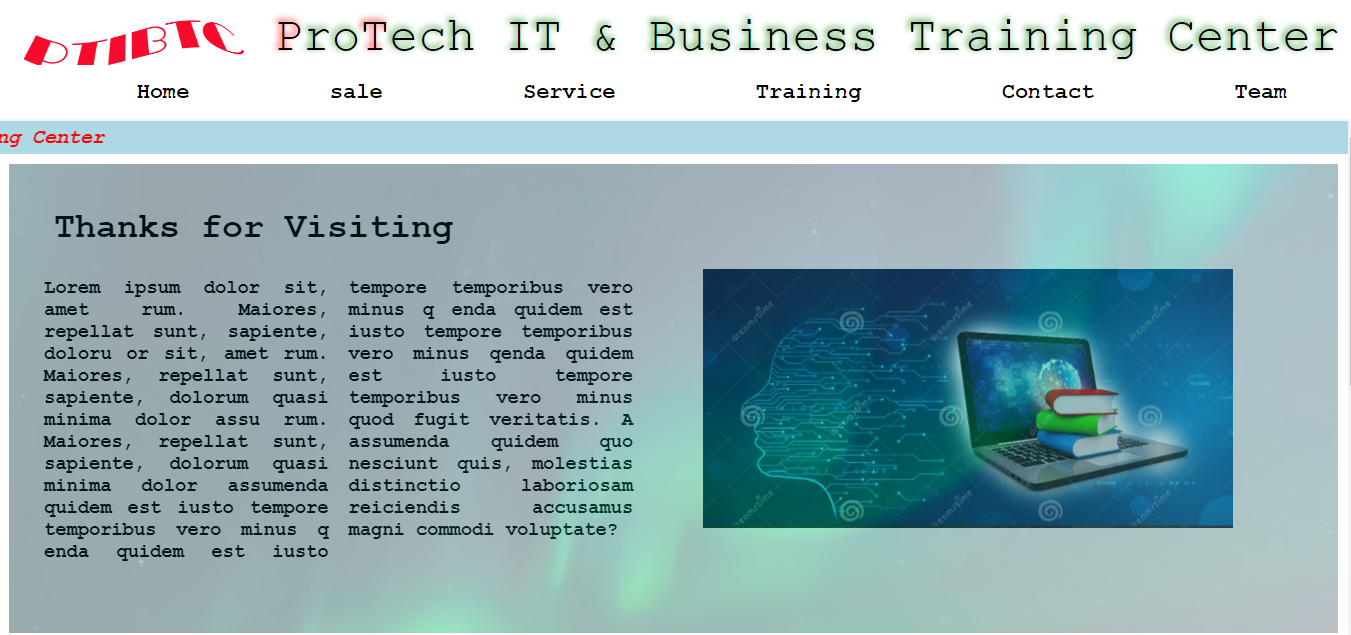 PTIBTC
ProTech IT & Business Training Center
Home sale Service Training Contact Team
ng Center
Thanks for Visiting
Lorem ipsum dolor sit,
amet rum. Maiores,
repellat sunt, sapiente,
doloru or sit, amet rum.
Maiores, repellat sunt,
sapiente, dolorum quasi
minima dolor assu rum.
Maiores, repellat sunt,
sapiente, dolorum quasi
minima dolor assumenda
quidem est iusto tempore
temporibus vero minus q
enda quidem est iusto
tempore temporibus vero
minus q enda quidem est
iusto tempore temporibus
vero minus qenda quidem
est iusto tempore
temporibus vero minus
quod fugit veritatis. A
assumenda quidem quo
nesciunt quis, molestias
distinctio laboriosam
reiciendis accusamus
magni commodi voluptate?
dreamstime
dreamstime
dreamstime
dreamstime
dreamstime
dreamstime